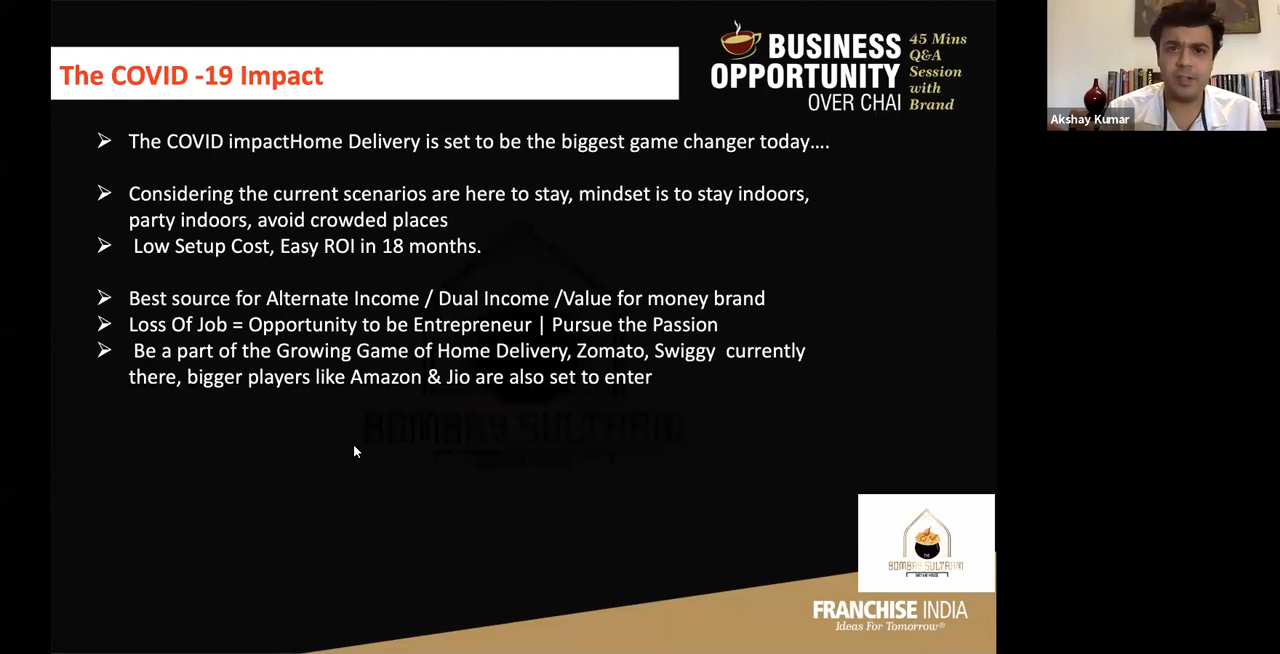 The COVID -19 Impact
BUSINESS
OPPORTUNITY
OVER CHAI
45 Mins
Q&A
Session
with
Brand
Akshay Kumar
➢ The COVID impactHome Delivery is set to be the biggest game changer today....
➢ Considering the current scenarios are here to stay, mindset is to stay indoors,
party indoors, avoid crowded places
➢ Low Setup Cost, Easy ROI in 18 months.
➢ Best source for Alternate Income / Dual Income /Value for money brand
➢ Loss Of Job = Opportunity to be Entrepreneur | Pursue the Passion
➢ Be a part of the Growing Game of Home Delivery, Zomato, Swiggy currently
there, bigger players like Amazon & Jio are also set to enter
BOMBAY SULTRANI
THE
BOMBAY SULTRANI
FRANCHISE INDIA
Ideas For Tomorrow®